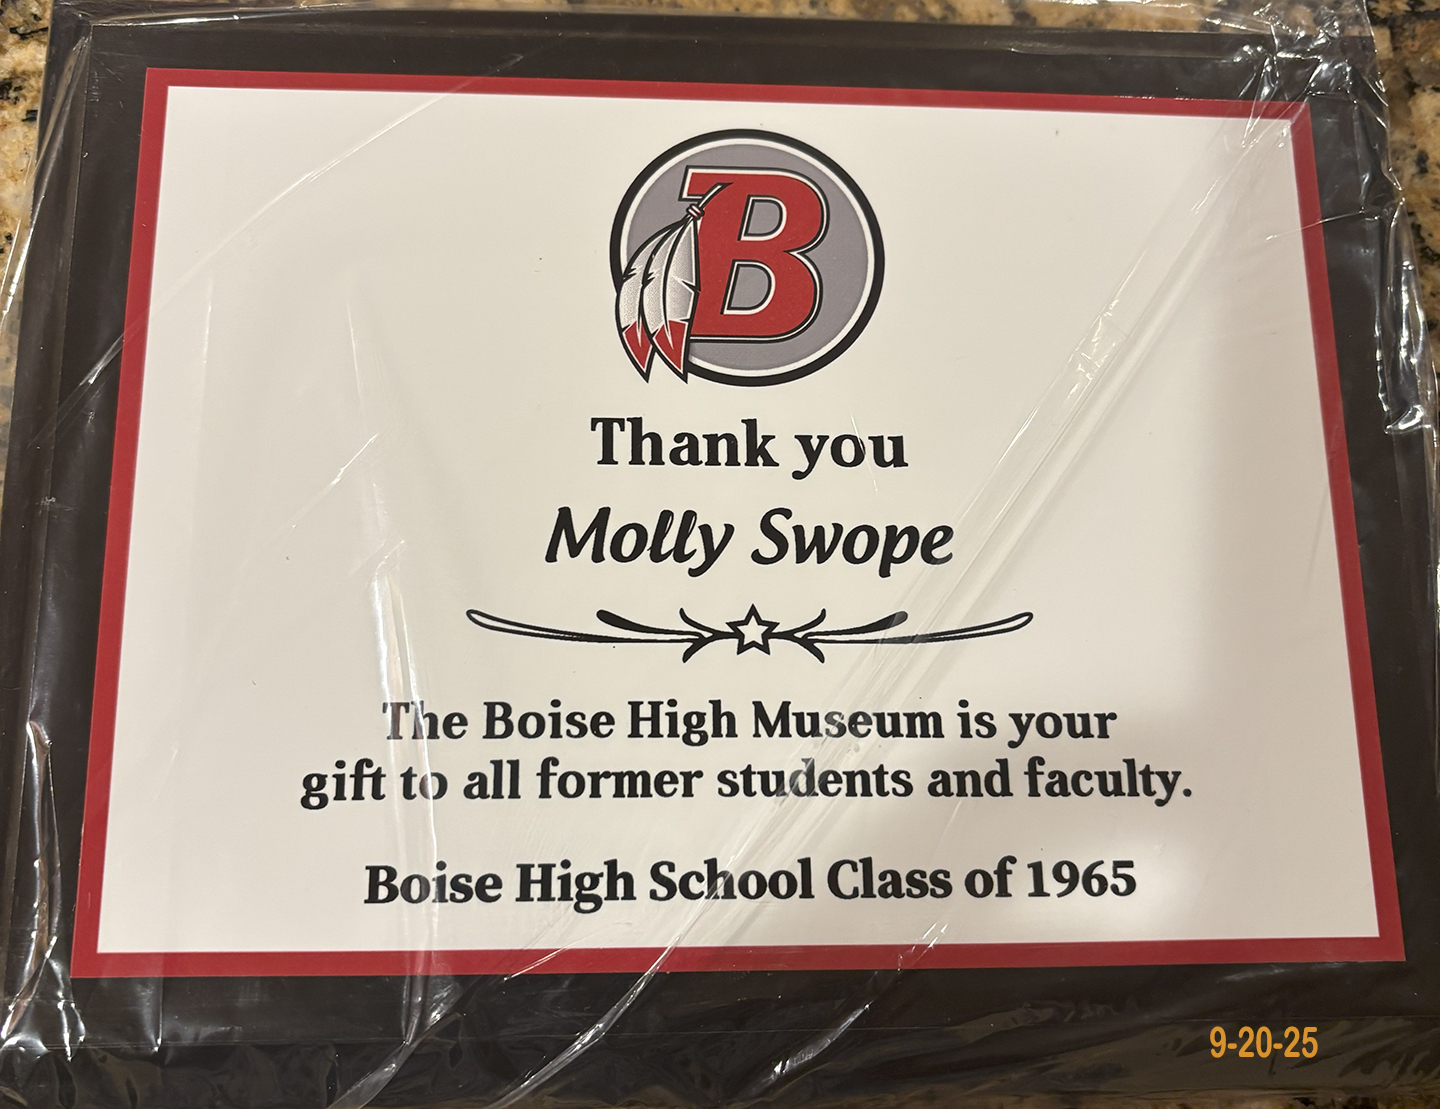 B
Thank you
Molly Swope
The Boise High Museum is your
gift to all former students and faculty.
Boise High School Class of 1965
9-20-25